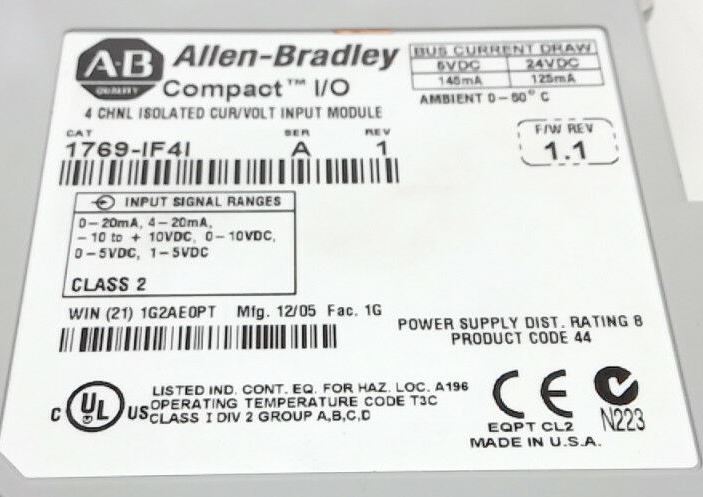 A-B
QUALITY
Allen-Bradley
Compact™ I/O
BUS CURRENT DRAW
5VDC 24VDC
145mA 125mA
AMBIENT 0-60° C
4 CHNL ISOLATED CUR/VOLT INPUT MODULE
CAT SER REV
1769-IF4I A 1
F/W REV
1.1
INPUT SIGNAL RANGES
0-20mA, 4-20mA,
-10 to +10VDC, 0-10VDC,
0-5VDC, 1-5VDC
CLASS 2
WIN (21) 1G2AE0PT Mfg. 12/05 Fac. 1G
POWER SUPPLY DIST. RATING 8
PRODUCT CODE 44
C UL US
LISTED IND. CONT. EQ. FOR HAZ. LOC. A196
OPERATING TEMPERATURE CODE T3C
CLASS I DIV 2 GROUP A,B,C,D
CE
N223
EQPT CL2
MADE IN U.S.A.